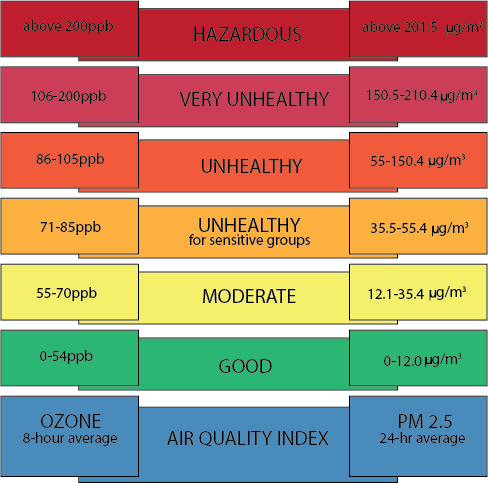 above 200ppb
HAZARDOUS
above 201.5 µg/m³
106-200ppb
VERY UNHEALTHY
150.5-210.4 µg/m³
86-105ppb
UNHEALTHY
55-150.4 µg/m³
71-85ppb
UNHEALTHY
for sensitive groups
35.5-55.4 µg/m³
55-70ppb
MODERATE
12.1-35.4 µg/m³
0-54ppb
GOOD
0-12.0 µg/m³
OZONE
8-hour average
AIR QUALITY INDEX
PM 2.5
24-hr average